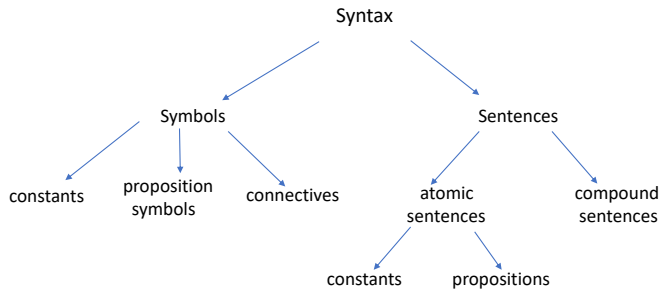 Syntax
Symbols
Sentences
constants
proposition
symbols
connectives
atomic
sentences
compound
sentences
constants
propositions